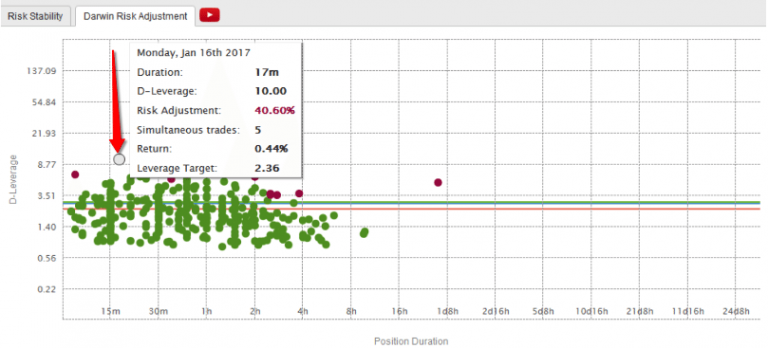 Risk Stability
Darwin Risk Adjustment
Monday, Jan 16th 2017
Duration: 17m
D-Leverage: 10.00
Risk Adjustment: 40.60%
Simultaneous trades: 5
Return: 0.44%
Leverage Target: 2.36
D-Leverage
137.09
54.84
21.93
8.77
3.51
1.40
0.56
0.22
15m 30m 1h 2h 4h 8h 16h 1d8h 2d16h 5d8h 10d16h 21d8h 11d16h 24d8h
Position Duration